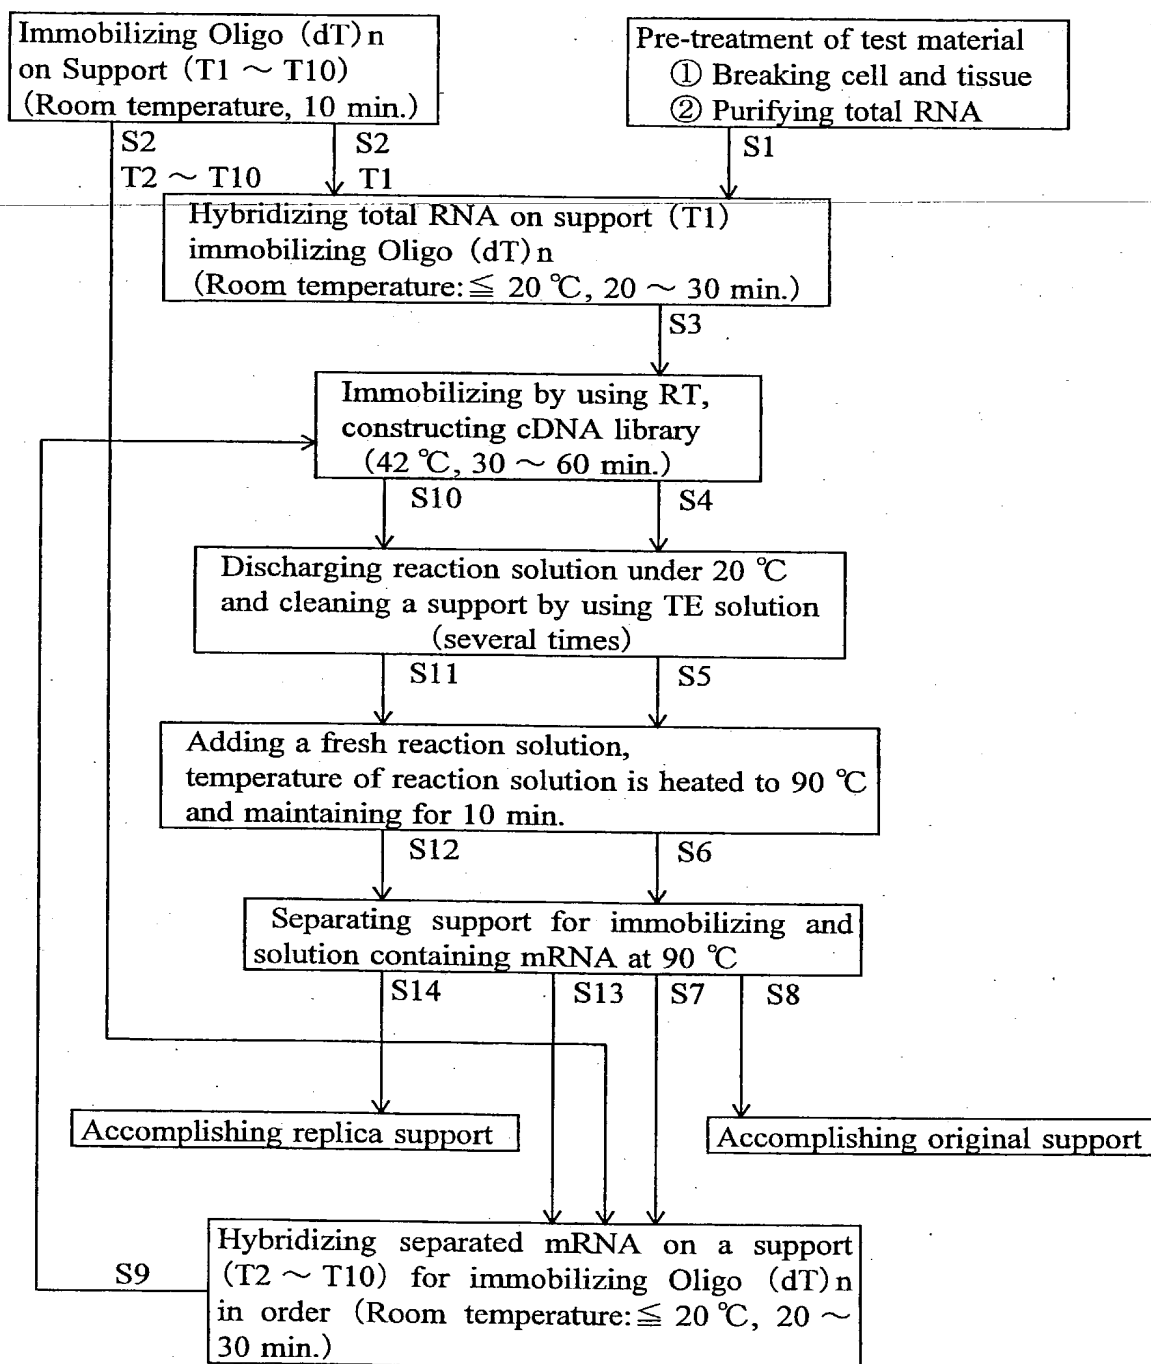 Immobilizing Oligo (dT)n
on Support (T1 ~ T10)
(Room temperature, 10 min.)
Pre-treatment of test material
① Breaking cell and tissue
② Purifying total RNA
S2
T2 ~ T10
S2
T1
S1
Hybridizing total RNA on support (T1)
immobilizing Oligo (dT)n
(Room temperature:≦ 20 ℃, 20 ~ 30 min.)
S3
Immobilizing by using RT,
constructing cDNA library
(42 ℃, 30 ~ 60 min.)
S10
S4
Discharging reaction solution under 20 ℃
and cleaning a support by using TE solution
(several times)
S11
S5
Adding a fresh reaction solution,
temperature of reaction solution is heated to 90 ℃
and maintaining for 10 min.
S12
S6
Separating support for immobilizing and
solution containing mRNA at 90 ℃
S14
S13
S7
S8
Accomplishing replica support
Accomplishing original support
S9
Hybridizing separated mRNA on a support
(T2 ~ T10) for immobilizing Oligo (dT)n
in order (Room temperature:≦ 20 ℃, 20 ~
30 min.)